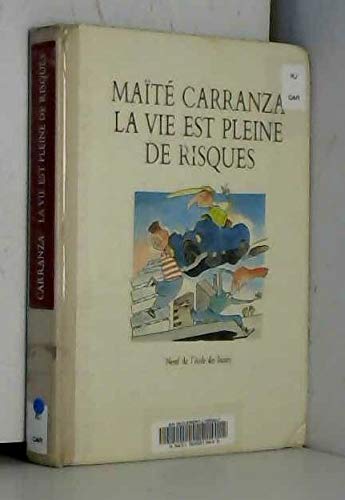 CARRANZA LA VIE EST PLEINE DE RISQUES
CAR
MAÏTÉ CARRANZA
LA VIE EST PLEINE
DE RISQUES
CAR
Neuf de l'école des loisirs